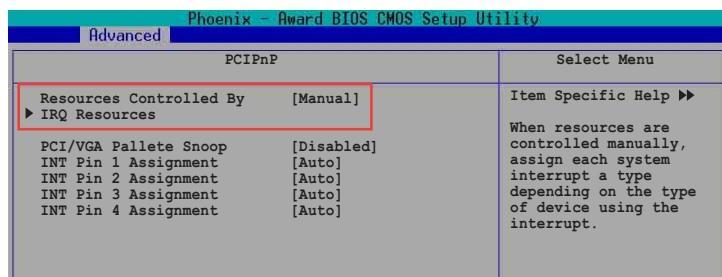 Phoenix - Award BIOS CMOS Setup Utility
Advanced
PCIPnP
Select Menu
Resources Controlled By [Manual]
▶ IRQ Resources
PCI/VGA Pallete Snoop [Disabled]
INT Pin 1 Assignment [Auto]
INT Pin 2 Assignment [Auto]
INT Pin 3 Assignment [Auto]
INT Pin 4 Assignment [Auto]
Item Specific Help ▶▶
When resources are
controlled manually,
assign each system
interrupt a type
depending on the type
of device using the
interrupt.